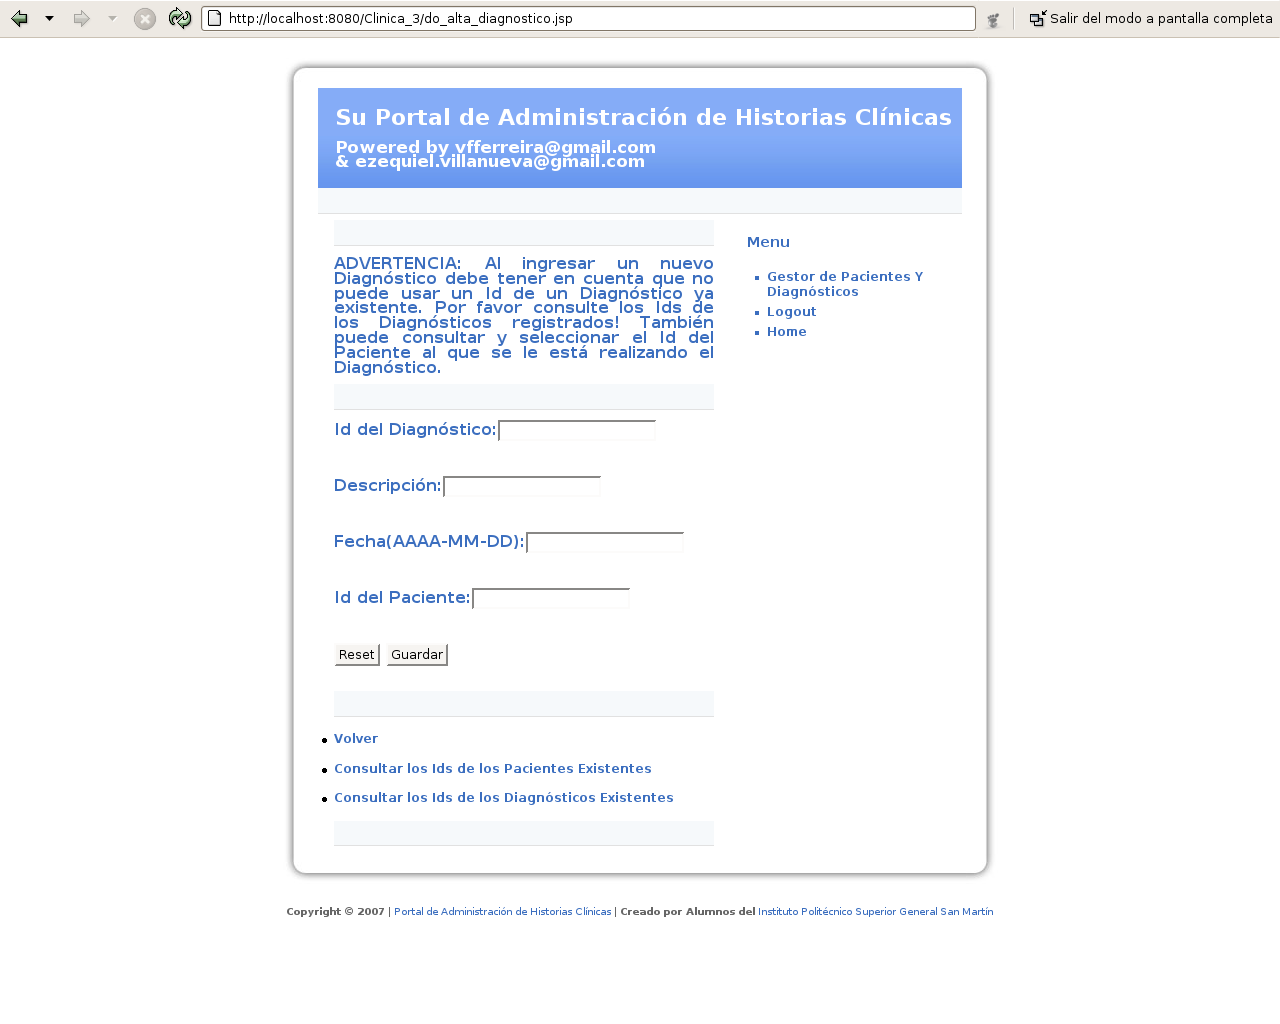 http://localhost:8080/Clinica_3/do_alta_diagnostico.jsp
Salir del modo a pantalla completa
Su Portal de Administración de Historias Clínicas
Powered by vfferreira@gmail.com
& ezequiel.villanueva@gmail.com
ADVERTENCIA: Al ingresar un nuevo
Diagnóstico debe tener en cuenta que no
puede usar un Id de un Diagnóstico ya
existente. Por favor consulte los Ids de
los Diagnósticos registrados! También
puede consultar y seleccionar el Id del
Paciente al que se le está realizando el
Diagnóstico.
Id del Diagnóstico:
Descripción:
Fecha(AAAA-MM-DD):
Id del Paciente:
Reset Guardar
Volver
Consultar los Ids de los Pacientes Existentes
Consultar los Ids de los Diagnósticos Existentes
Menu
Gestor de Pacientes Y
Diagnósticos
Logout
Home
Copyright © 2007 | Portal de Administración de Historias Clínicas | Creado por Alumnos del Instituto Politécnico Superior General San Martín